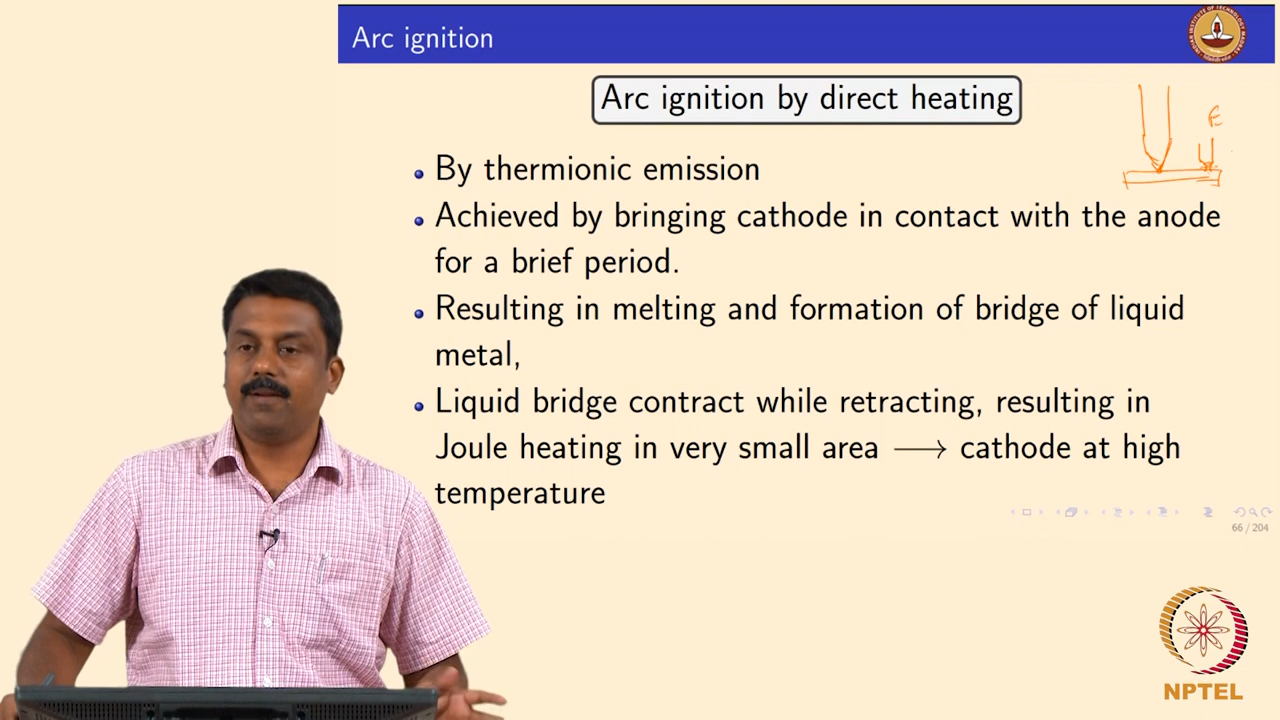 Arc ignition
Arc ignition by direct heating
E
By thermionic emission
Achieved by bringing cathode in contact with the anode
for a brief period.
Resulting in melting and formation of bridge of liquid
metal,
Liquid bridge contract while retracting, resulting in
Joule heating in very small area ⟶ cathode at high
temperature
66 / 204
NPTEL